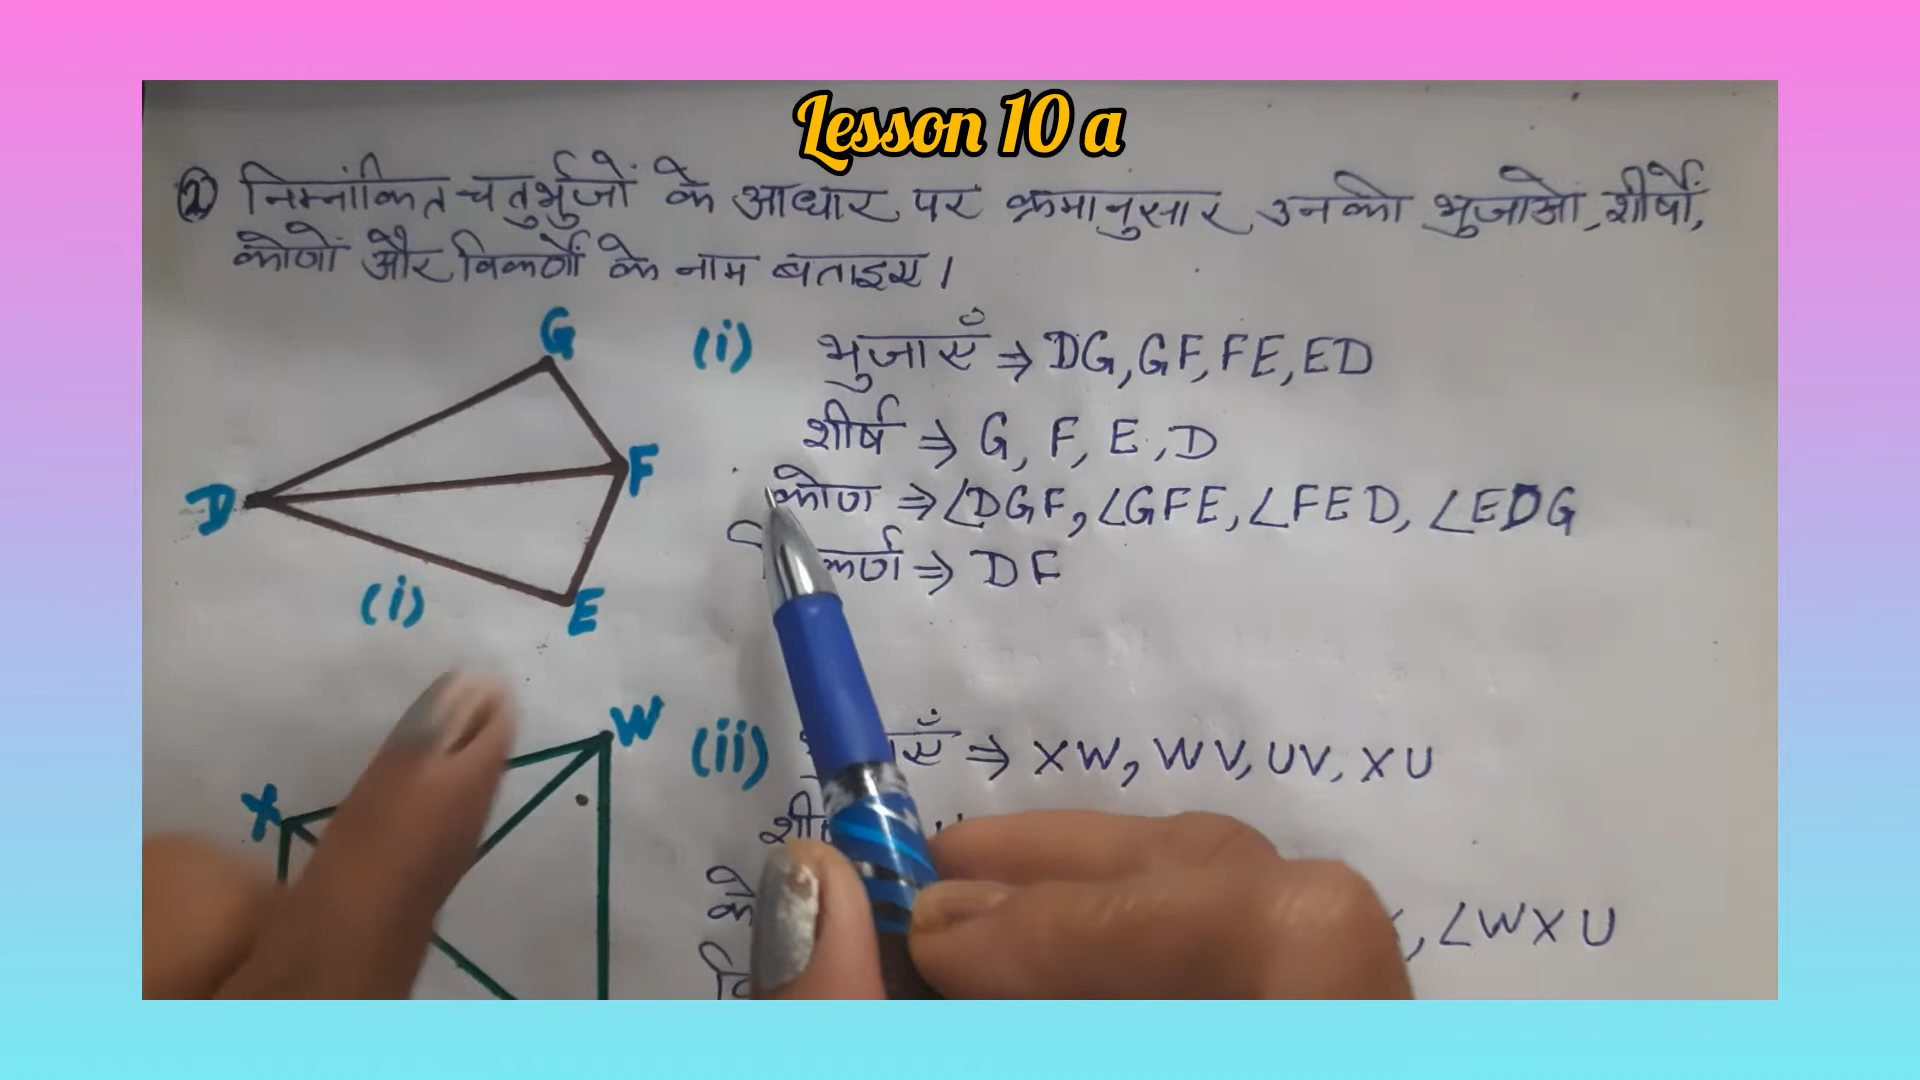 Lesson 10 a
② निम्नांकित चतुर्भुजों के आधार पर क्रमानुसार उनकी भुजाओं, शीर्षों,
कोणों और विकर्णों के नाम बताइए।
G
F
D
E
(i)
(i) भुजाएँ ⇒ DG, GF, FE, ED
शीर्ष ⇒ G, F, E, D
कोण ⇒ ∠DGF, ∠GFE, ∠FED, ∠EDG
⇒ DF
W
X
(ii) ⇒ XW, WV, UV, XU
, ∠WXU